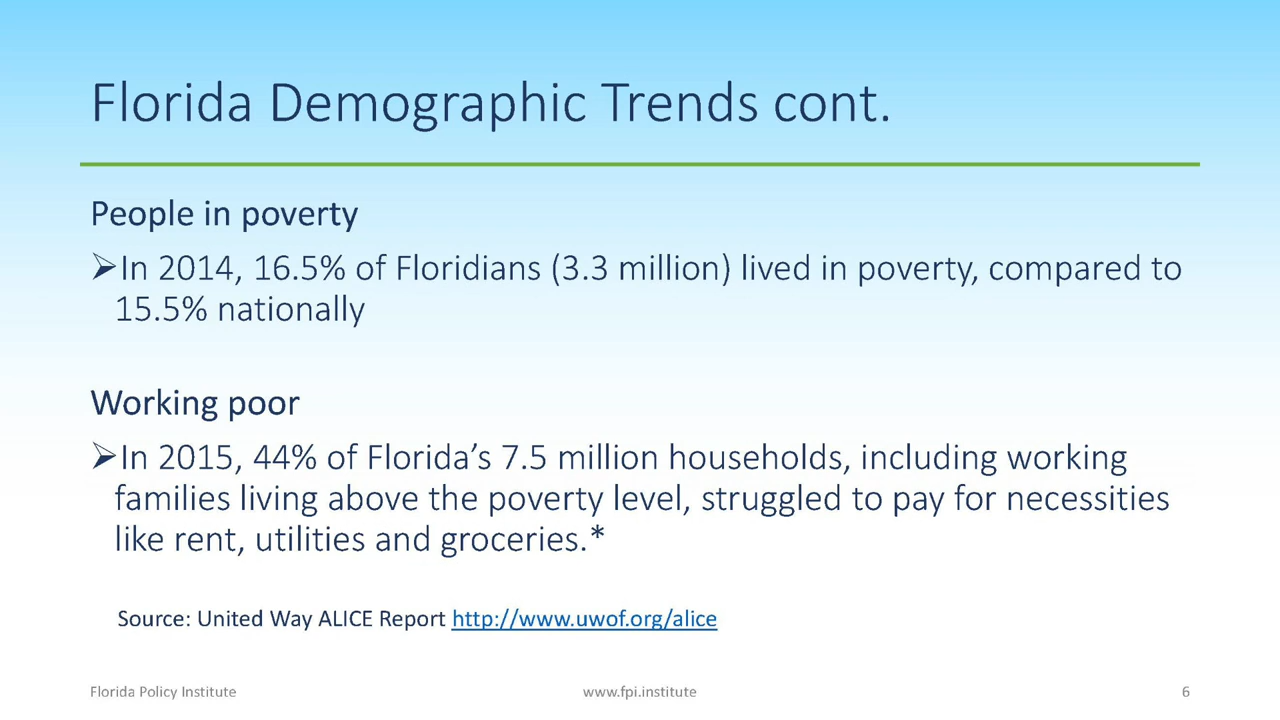 Florida Demographic Trends cont.
People in poverty
➢In 2014, 16.5% of Floridians (3.3 million) lived in poverty, compared to
15.5% nationally
Working poor
➢In 2015, 44% of Florida’s 7.5 million households, including working
families living above the poverty level, struggled to pay for necessities
like rent, utilities and groceries.*
Source: United Way ALICE Report http://www.uwof.org/alice
Florida Policy Institute www.fpi.institute 6